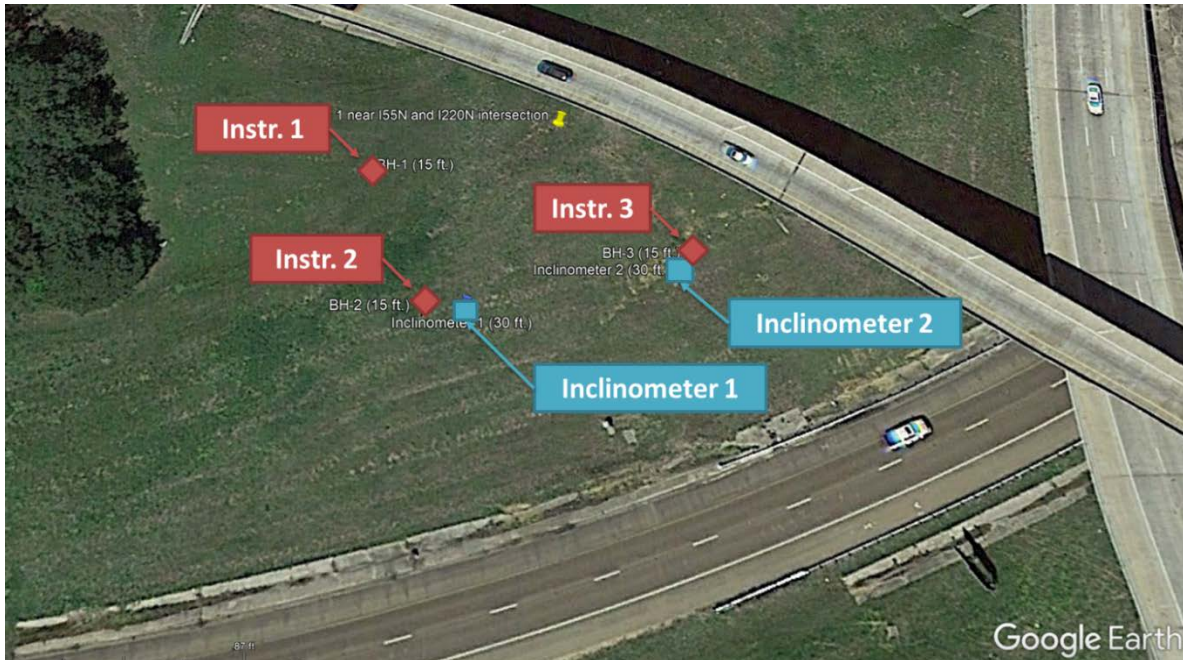 1 near I55N and I220N intersection
Instr. 1
BH-1 (15 ft.)
Instr. 3
BH-3 (15 ft.)
Instr. 2
Inclinometer 2 (30 ft.
BH-2 (15 ft.)
Inclinometer 1 (30 ft.)
Inclinometer 2
Inclinometer 1
87 ft
Google Earth